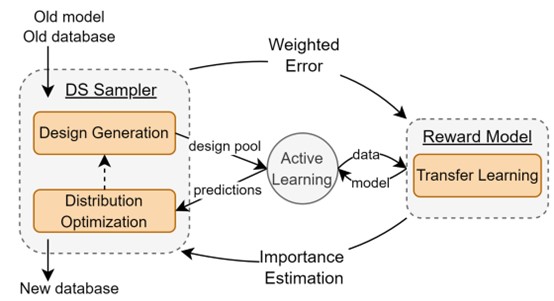 Old model
Old database
Weighted
Error
DS Sampler
Design Generation
design pool
Active
Learning
data
model
Reward Model
Transfer Learning
predictions
Distribution
Optimization
Importance
Estimation
New database